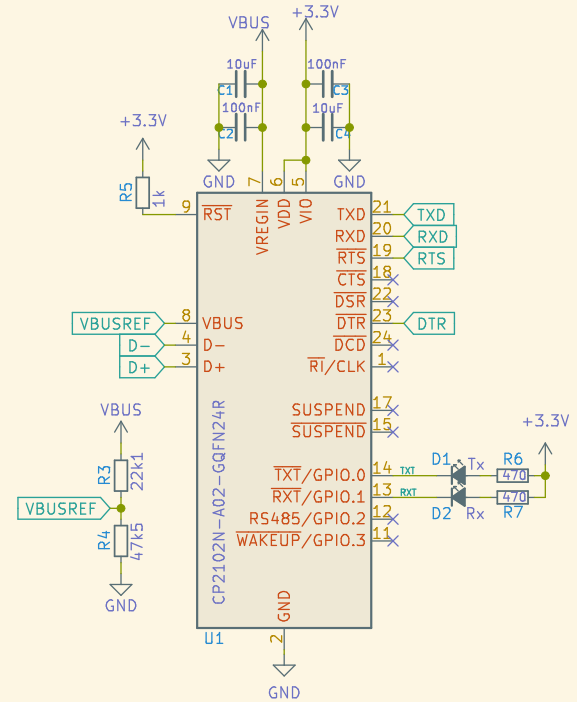 +3.3V
VBUS
10uF
100nF
C1
C3
100nF
10uF
C2
C4
+3.3V
GND
GND
R5
1k
7
6
5
9
RST
VREGIN
VDD
VIO
TXD
21
TXD
RXD
20
RXD
RTS
19
RTS
CTS
18
DSR
22
VBUSREF
8
VBUS
DTR
23
DTR
D-
4
D-
DCD
24
D+
3
D+
RI/CLK
1
VBUS
SUSPEND
17
SUSPEND
15
+3.3V
R3
22k1
CP2102N-A02-GQFN24R
TXT/GPIO.0
14
TXT
D1
Tx
R6
470
RXT/GPIO.1
13
RXT
D2
Rx
470
R7
VBUSREF
RS485/GPIO.2
12
R4
47k5
WAKEUP/GPIO.3
11
GND
GND
U1
2
GND